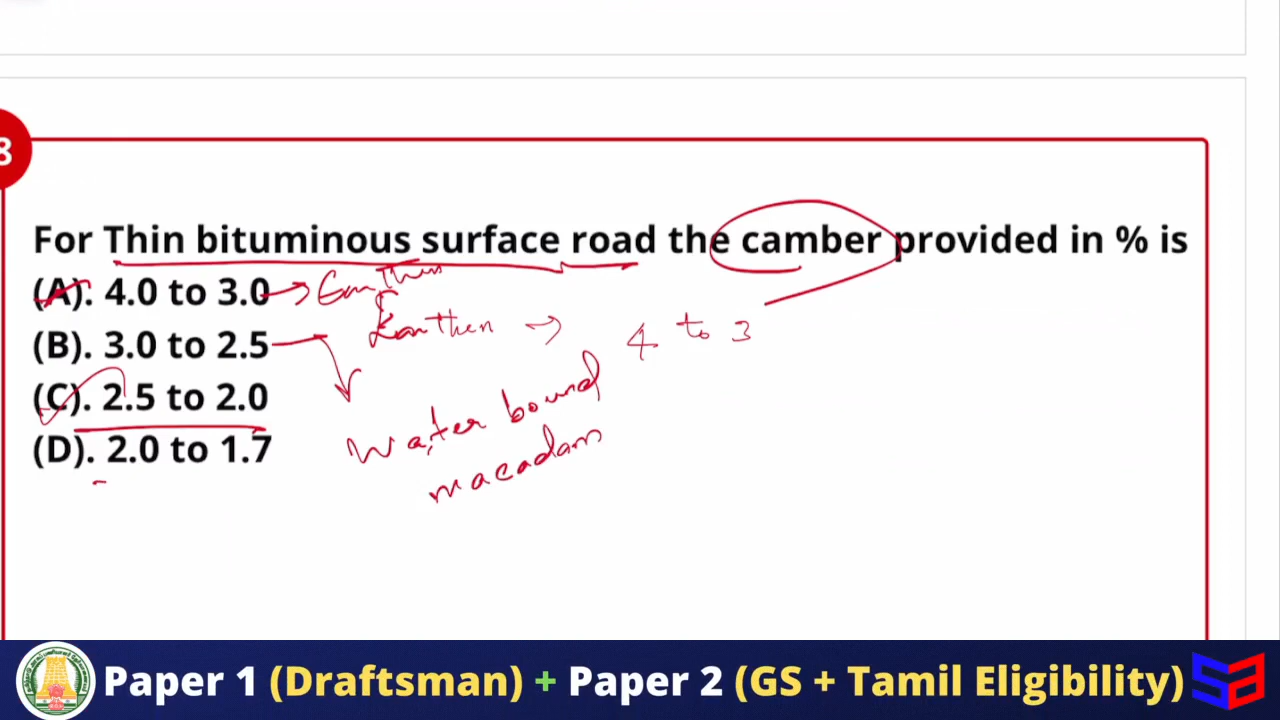 8
For Thin bituminous surface road the camber provided in % is
(A). 4.0 to 3.0 → Earthen
Earthen → 4 to 3
(B). 3.0 to 2.5
(C). 2.5 to 2.0
Water bound
macadam
(D). 2.0 to 1.7
Paper 1 (Draftsman) + Paper 2 (GS + Tamil Eligibility) SA